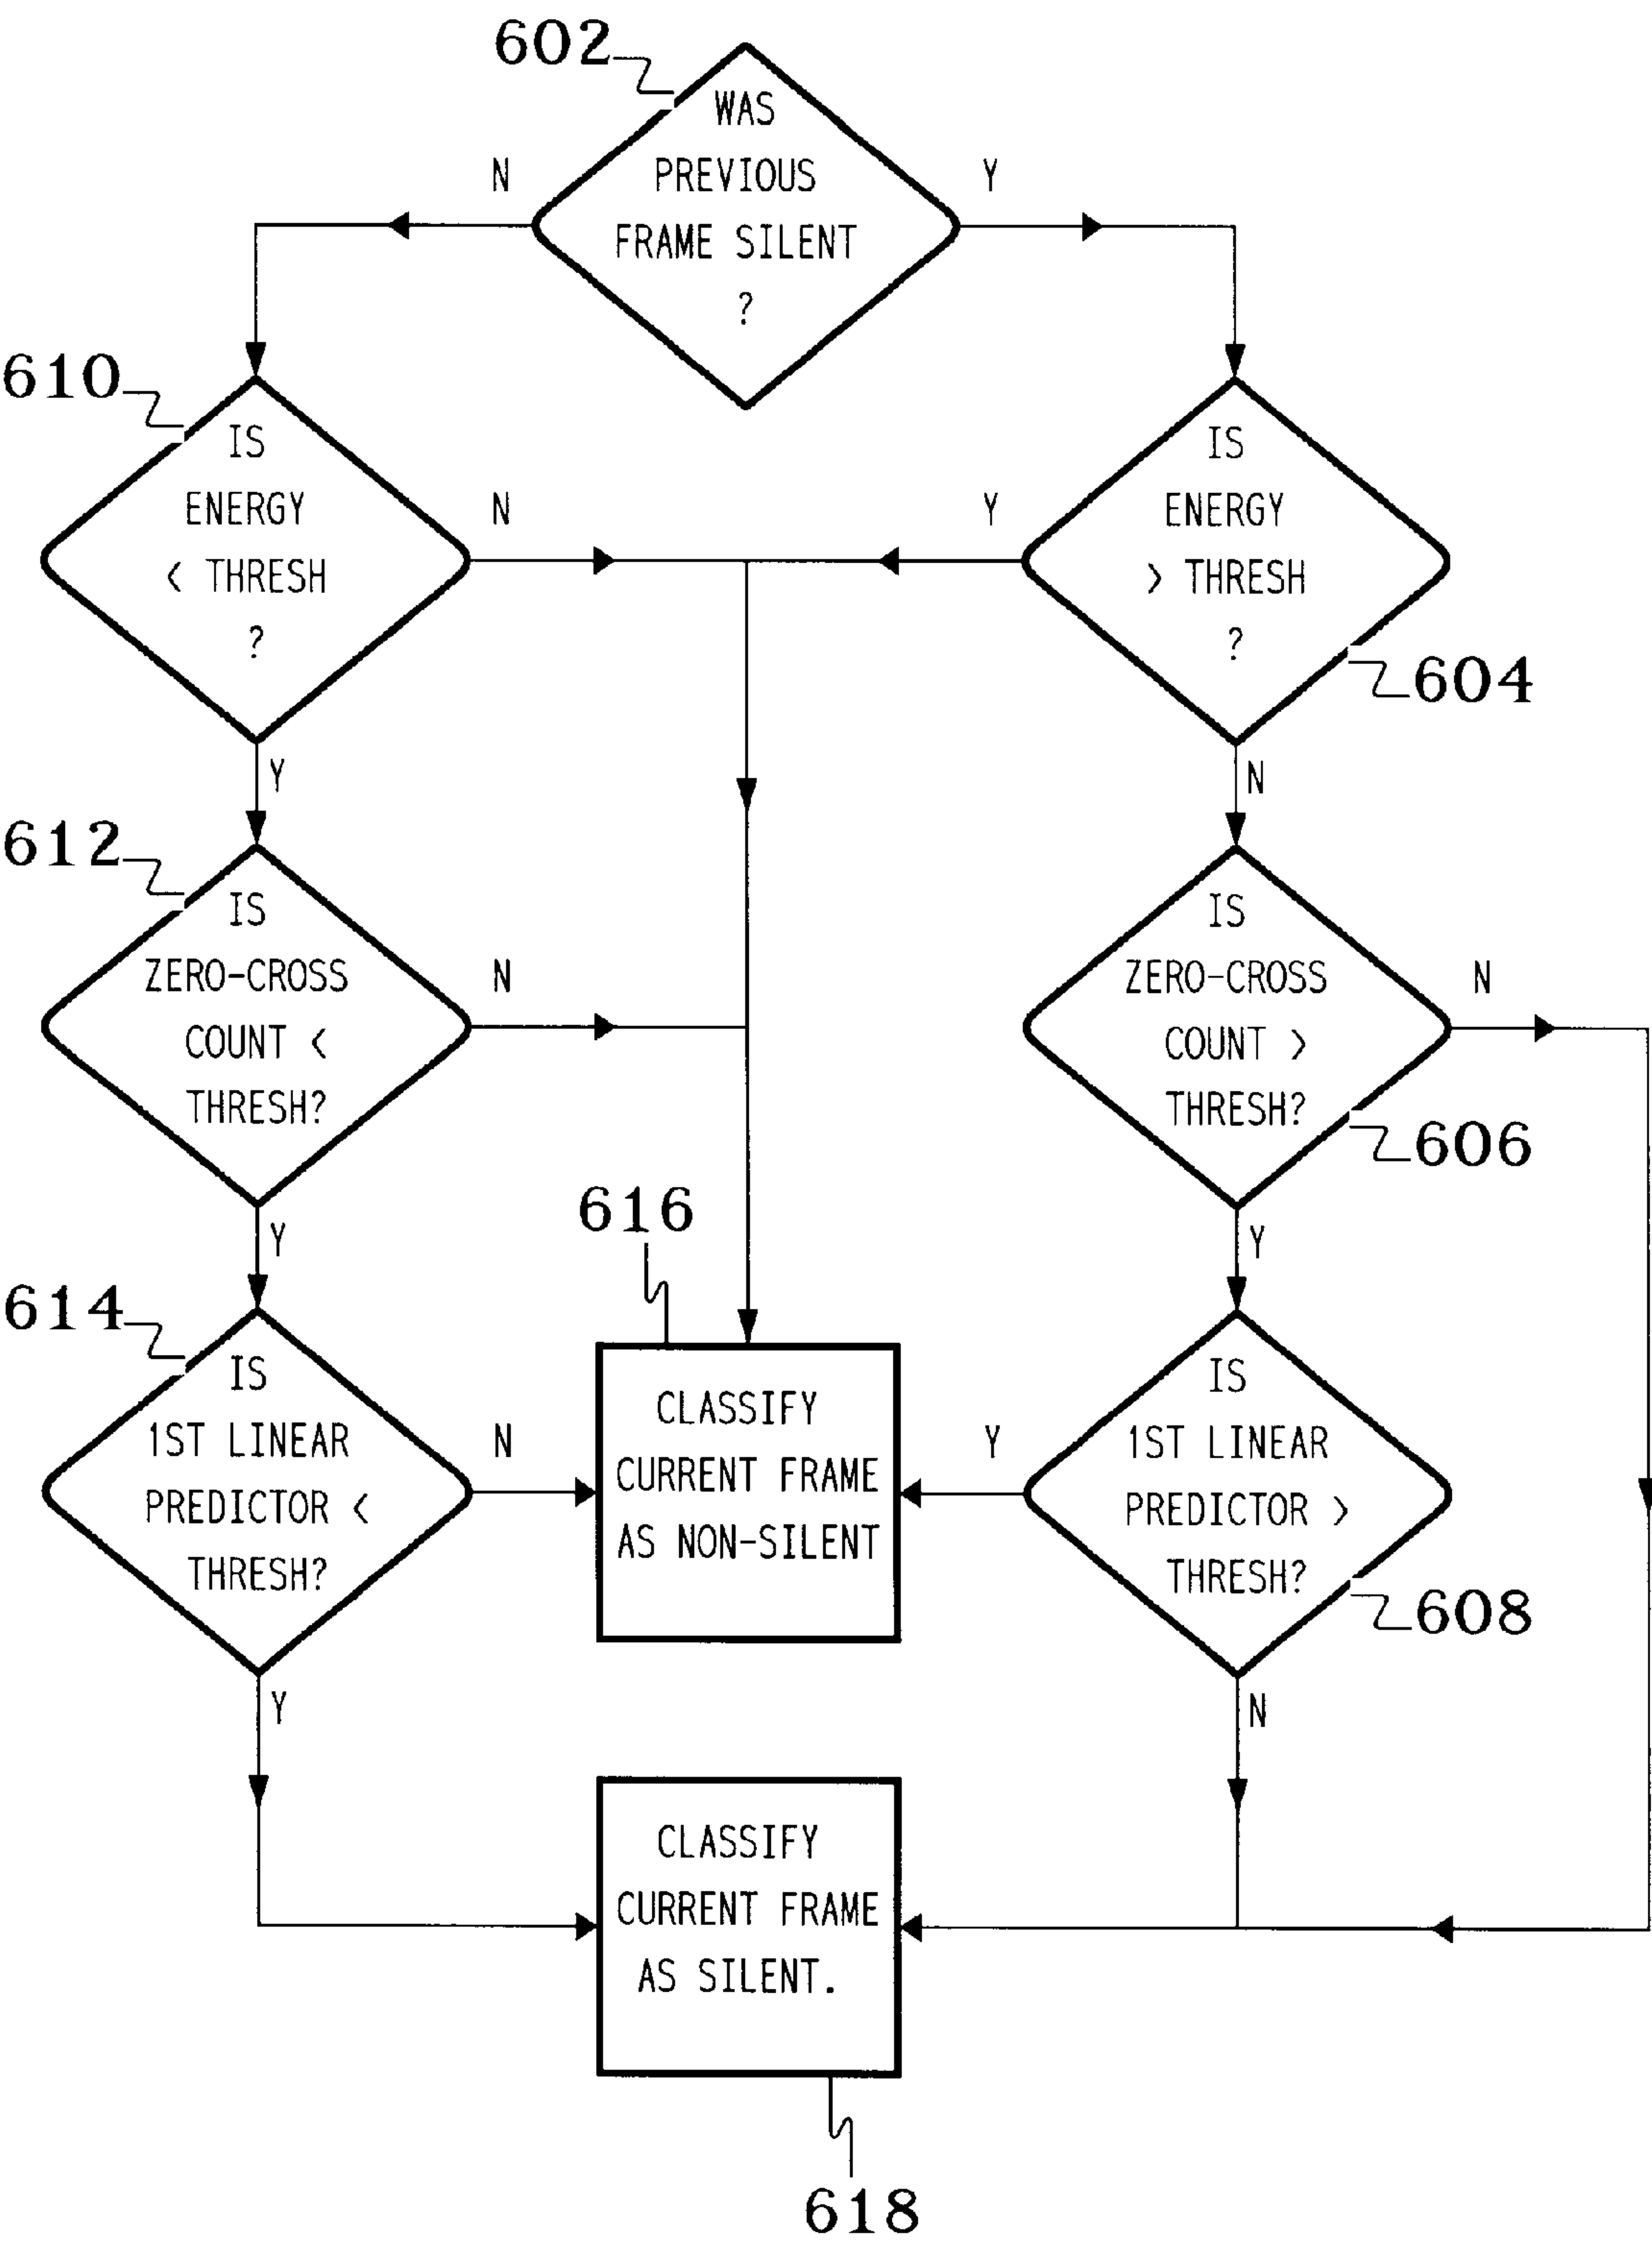 602
WAS
PREVIOUS
FRAME SILENT
?
N
Y
610
IS
ENERGY
< THRESH
?
N
Y
IS
ENERGY
> THRESH
?
604
Y
N
612
IS
ZERO-CROSS
COUNT <
THRESH?
N
Y
IS
ZERO-CROSS
COUNT >
THRESH?
N
606
Y
614
IS
1ST LINEAR
PREDICTOR <
THRESH?
N
Y
616
CLASSIFY
CURRENT FRAME
AS NON-SILENT
Y
IS
1ST LINEAR
PREDICTOR >
THRESH?
608
N
CLASSIFY
CURRENT FRAME
AS SILENT.
618